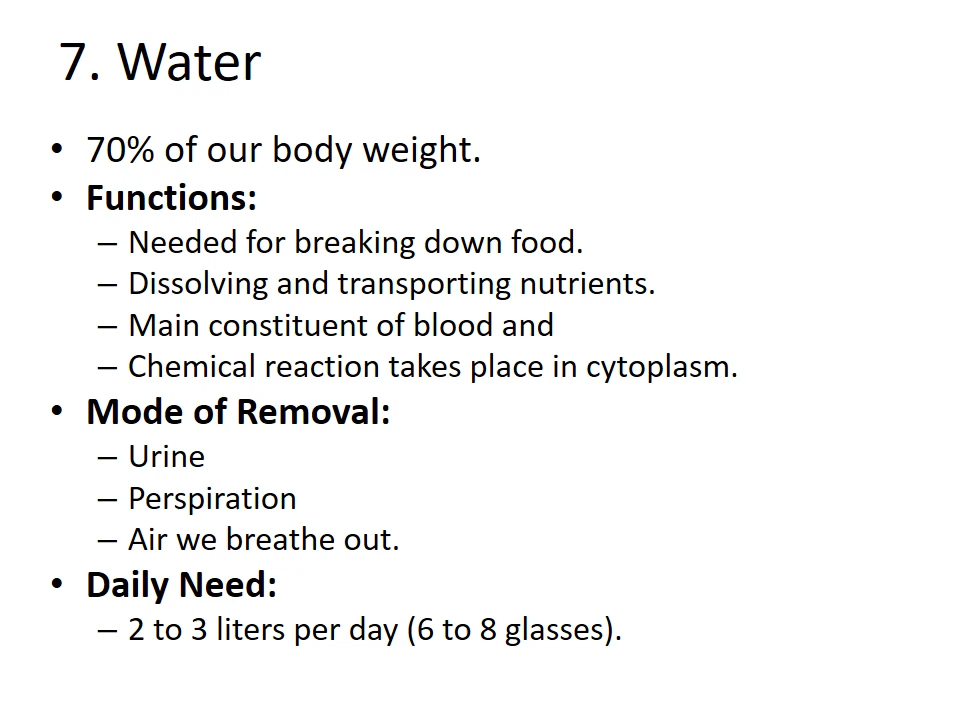 7. Water
• 70% of our body weight.
• Functions:
– Needed for breaking down food.
– Dissolving and transporting nutrients.
– Main constituent of blood and
– Chemical reaction takes place in cytoplasm.
• Mode of Removal:
– Urine
– Perspiration
– Air we breathe out.
• Daily Need:
– 2 to 3 liters per day (6 to 8 glasses).